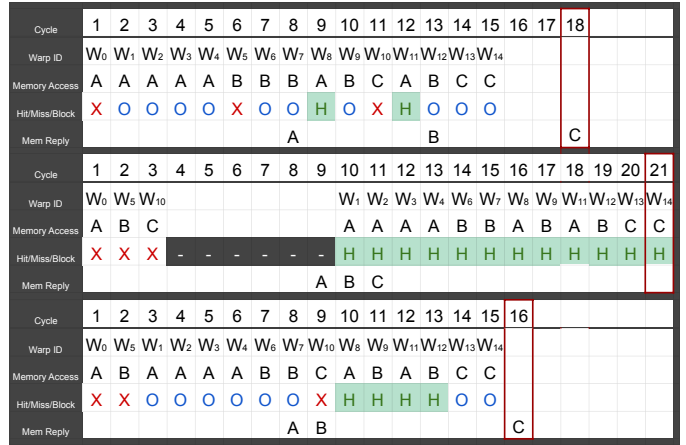 Cycle 1 2 3 4 5 6 7 8 9 10 11 12 13 14 15 16 17 18
Warp ID W₀ W₁ W₂ W₃ W₄ W₅ W₆ W₇ W₈ W₉ W₁₀ W₁₁ W₁₂ W₁₃ W₁₄
Memory Access A A A A A B B B A B C A B C C
Hit/Miss/Block X O O O O X O O H O X H O O O
Mem Reply A B C
Cycle 1 2 3 4 5 6 7 8 9 10 11 12 13 14 15 16 17 18 19 20 21
Warp ID W₀ W₅ W₁₀ W₁ W₂ W₃ W₄ W₆ W₇ W₈ W₉ W₁₁ W₁₂ W₁₃ W₁₄
Memory Access A B C A A A A B B A B A B C C
Hit/Miss/Block X X X - - - - - - H H H H H H H H H H H H
Mem Reply A B C
Cycle 1 2 3 4 5 6 7 8 9 10 11 12 13 14 15 16
Warp ID W₀ W₅ W₁ W₂ W₃ W₄ W₆ W₇ W₁₀ W₈ W₉ W₁₁ W₁₂ W₁₃ W₁₄
Memory Access A B A A A A B B C A B A B C C
Hit/Miss/Block X X O O O O O O X H H H H O O
Mem Reply A B C